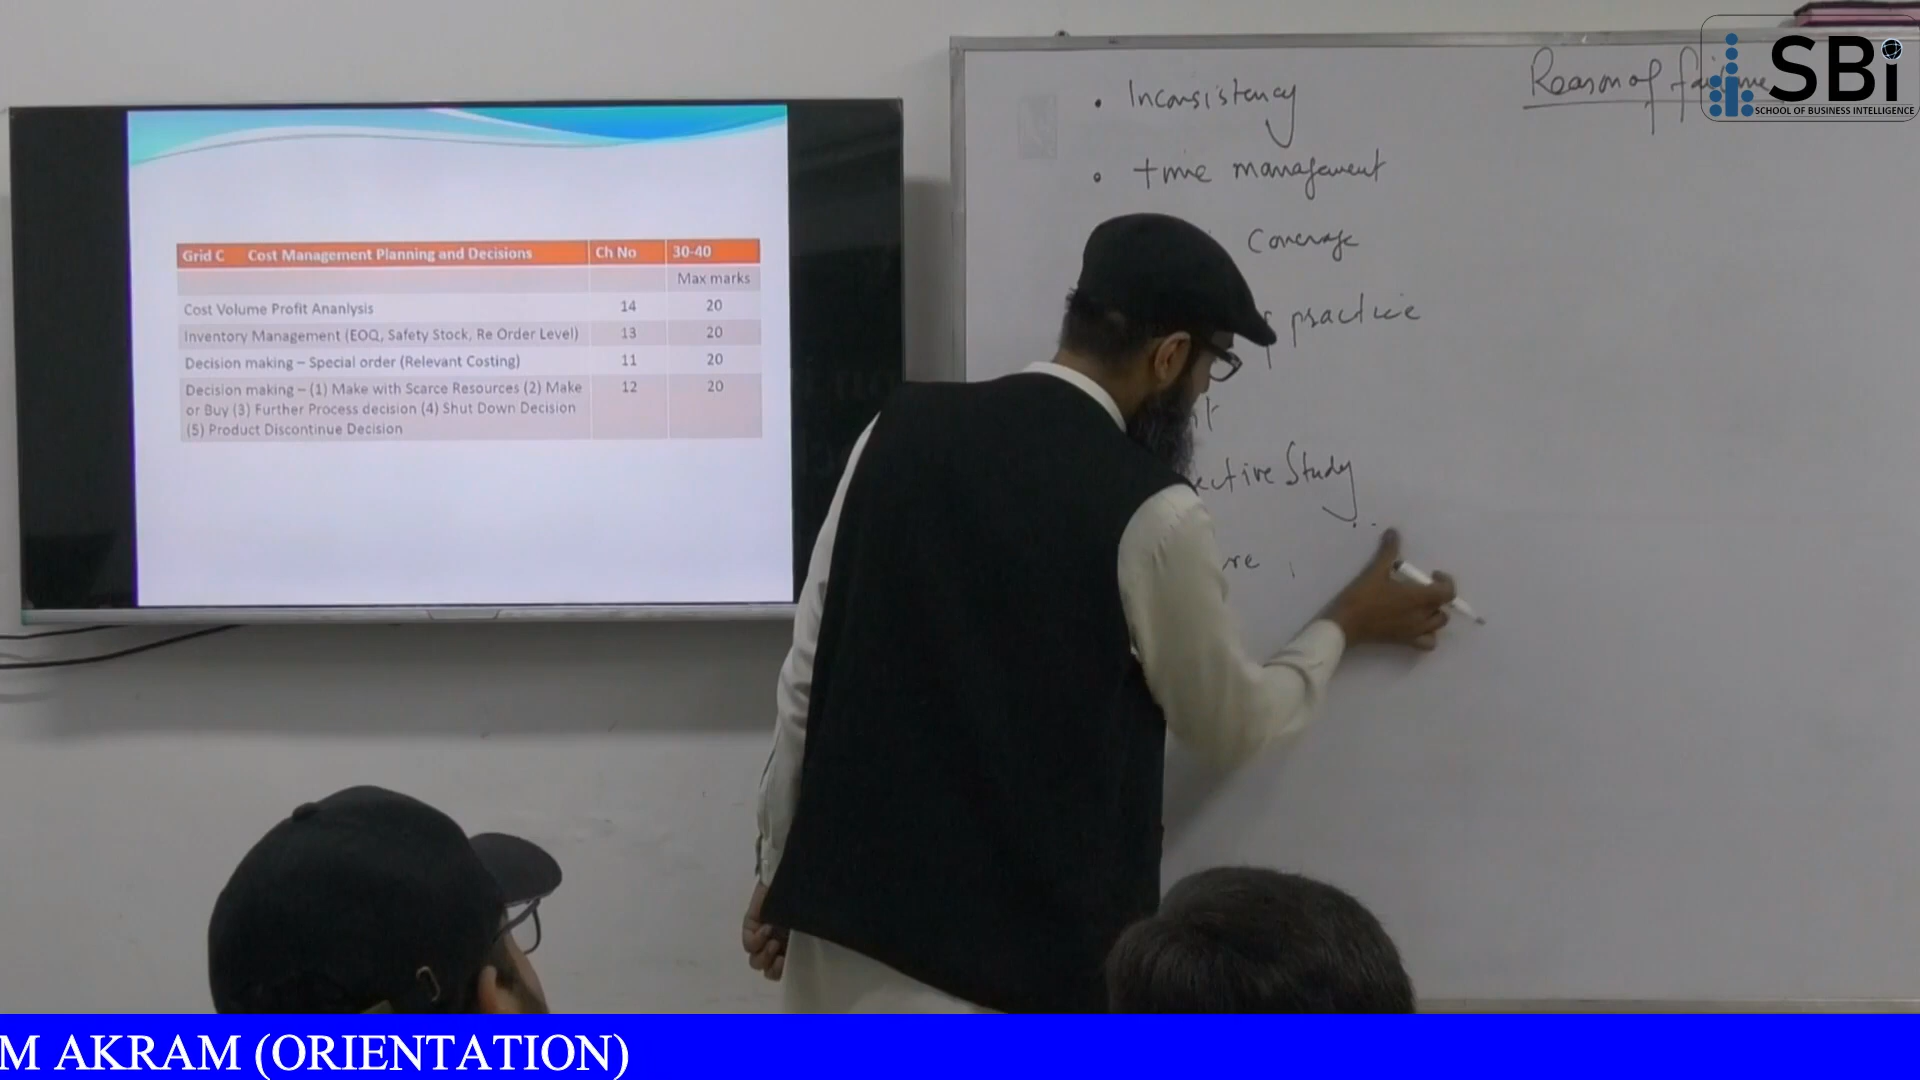 Grid C Cost Management Planning and Decisions Ch No 30-40
Max marks
Cost Volume Profit Ananlysis 14 20
Inventory Management (EOQ, Safety Stock, Re Order Level) 13 20
Decision making – Special order (Relevant Costing) 11 20
Decision making – (1) Make with Scarce Resources (2) Make 12 20
or Buy (3) Further Process decision (4) Shut Down Decision
(5) Product Discontinue Decision
Reason of
• Inconsistency
• time management
Coverage
practice
Study
SBi
SCHOOL OF BUSINESS INTELLIGENCE
M AKRAM (ORIENTATION)